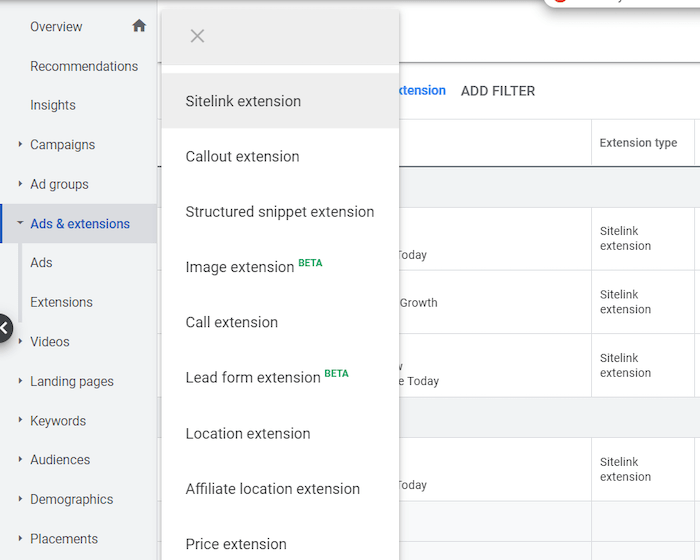 Overview
Recommendations
Insights
Campaigns
Ad groups
Ads & extensions
Ads
Extensions
Videos
Landing pages
Keywords
Audiences
Demographics
Placements
Sitelink extension
Callout extension
Structured snippet extension
Image extension BETA
Call extension
Lead form extension BETA
Location extension
Affiliate location extension
Price extension
xtension ADD FILTER
Extension type
Today
Sitelink
extension
Growth
Sitelink
extension
e Today
Sitelink
extension
Today
Sitelink
extension